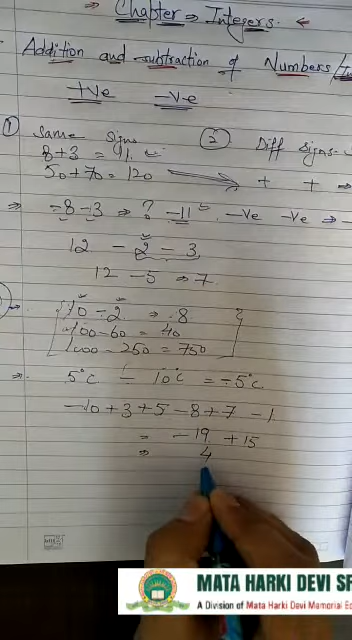 ⇒ Chapter ⇒ Integers. ←
Addition and subtraction of Numbers/
+ve -ve
① Same Signs
8+3 = 11
50+70 = 120
② Diff Signs
+ + ⇒
⇒ -8-3 ⇒ ? -11 -ve -ve ⇒ -
12 - 2 - 3
12 - 5 ⇒ 7
10 - 2 ⇒ 8
100-60 = 40
1000-250 = 750
⇒ 5°C - 10°C = -5°C
-10+3+5-8+7-1
= -19 +15
⇒ 4
MATA HARKI DEVI
A Division of Mata Harki Devi Memorial